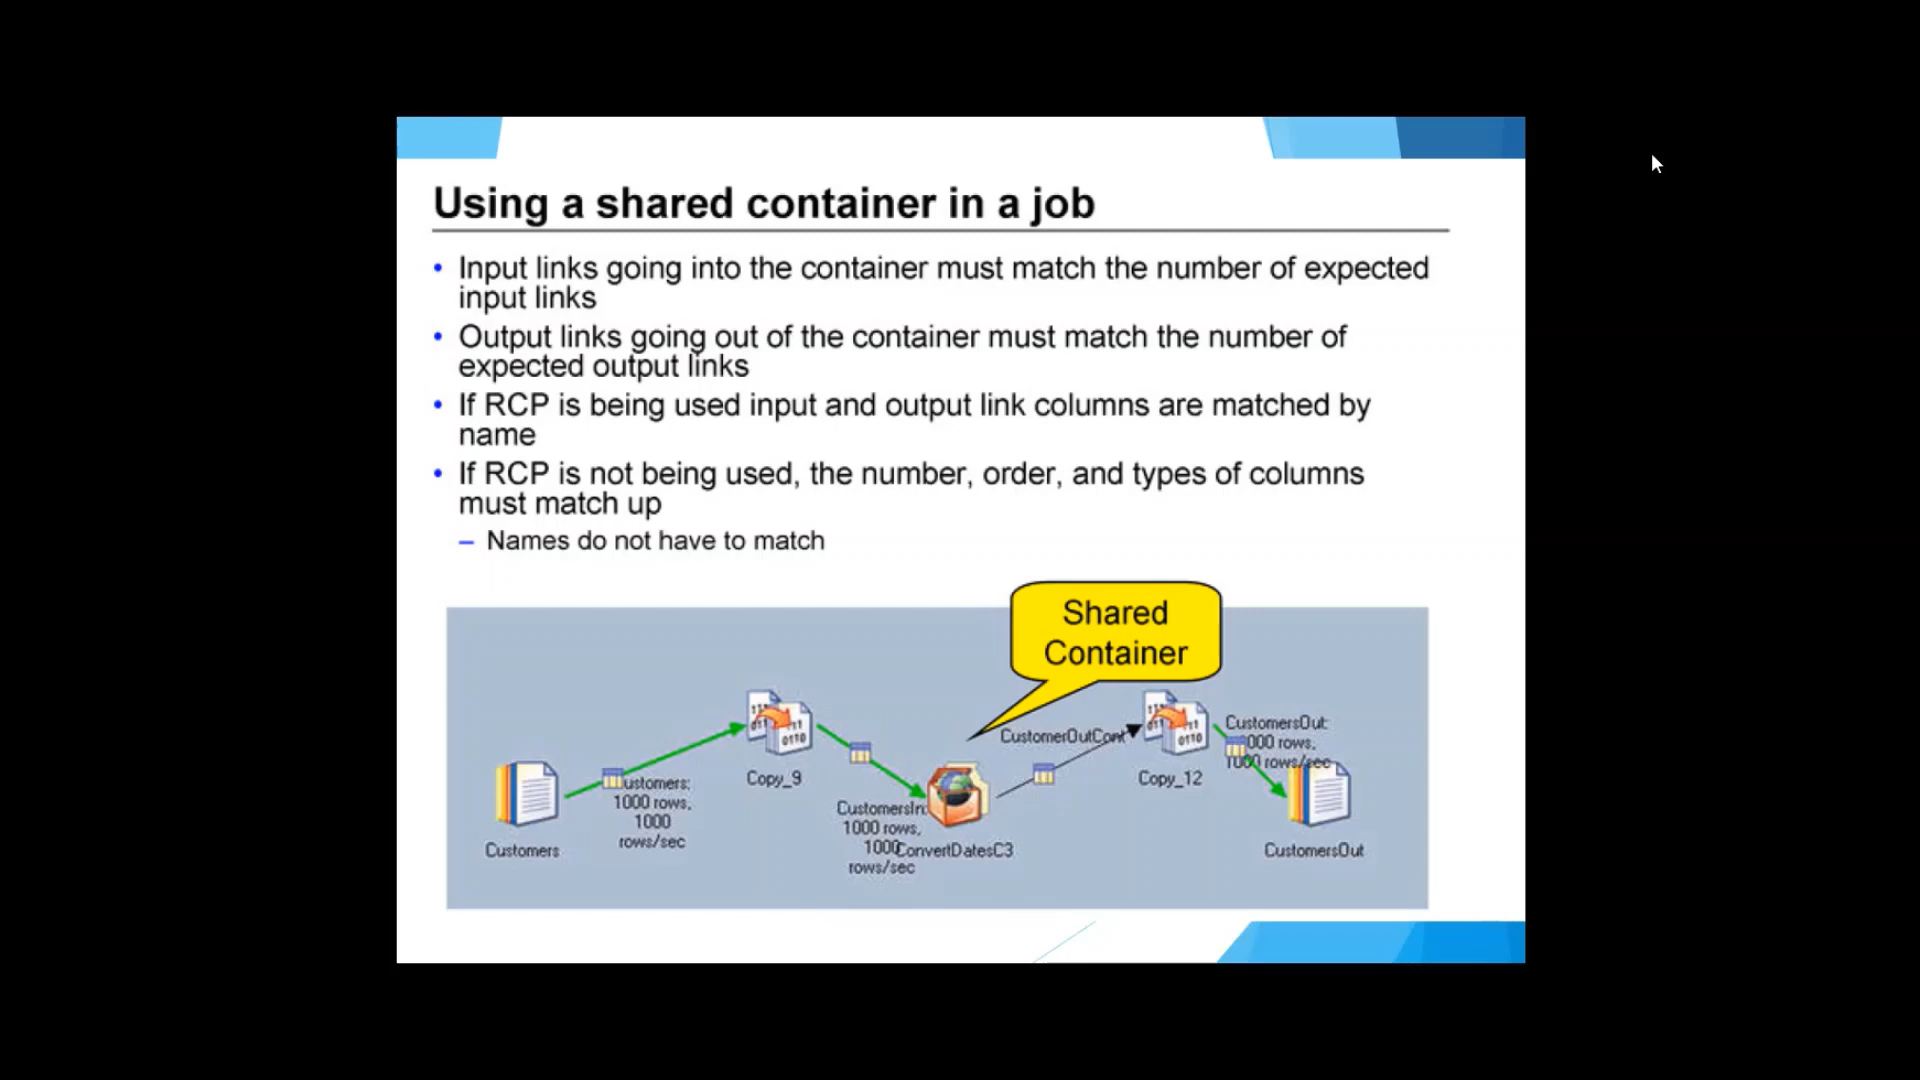 Using a shared container in a job
• Input links going into the container must match the number of expected
input links
• Output links going out of the container must match the number of
expected output links
• If RCP is being used input and output link columns are matched by
name
• If RCP is not being used, the number, order, and types of columns
must match up
– Names do not have to match
Shared
Container
CustomerOutCont
CustomersOut:
000 rows,
1000 rows/sec
Copy_9
Copy_12
ustomers:
1000 rows,
1000
rows/sec
CustomersIn:
1000 rows,
1000
rows/sec
Customers
ConvertDatesC3
CustomersOut